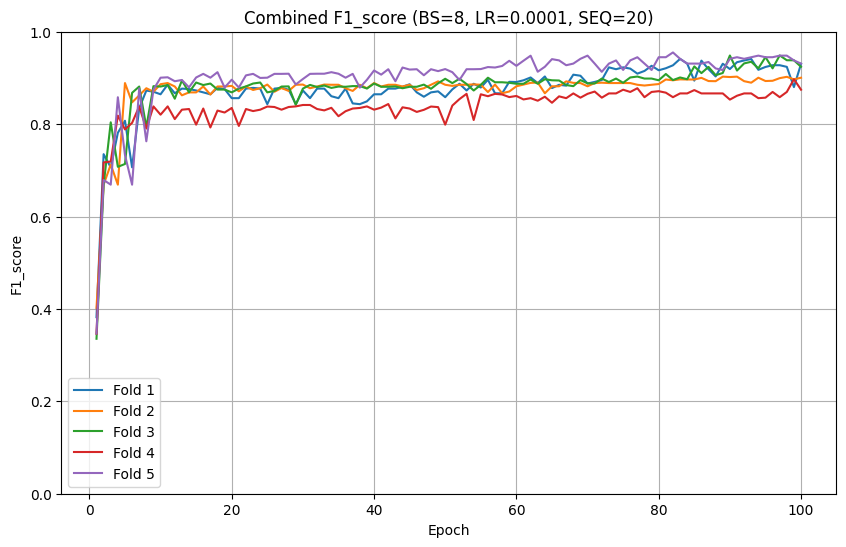 Combined F1_score (BS=8, LR=0.0001, SEQ=20)
F1_score
1.0
0.8
0.6
0.4
0.2
0.0
Fold 1
Fold 2
Fold 3
Fold 4
Fold 5
0 20 40 60 80 100
Epoch